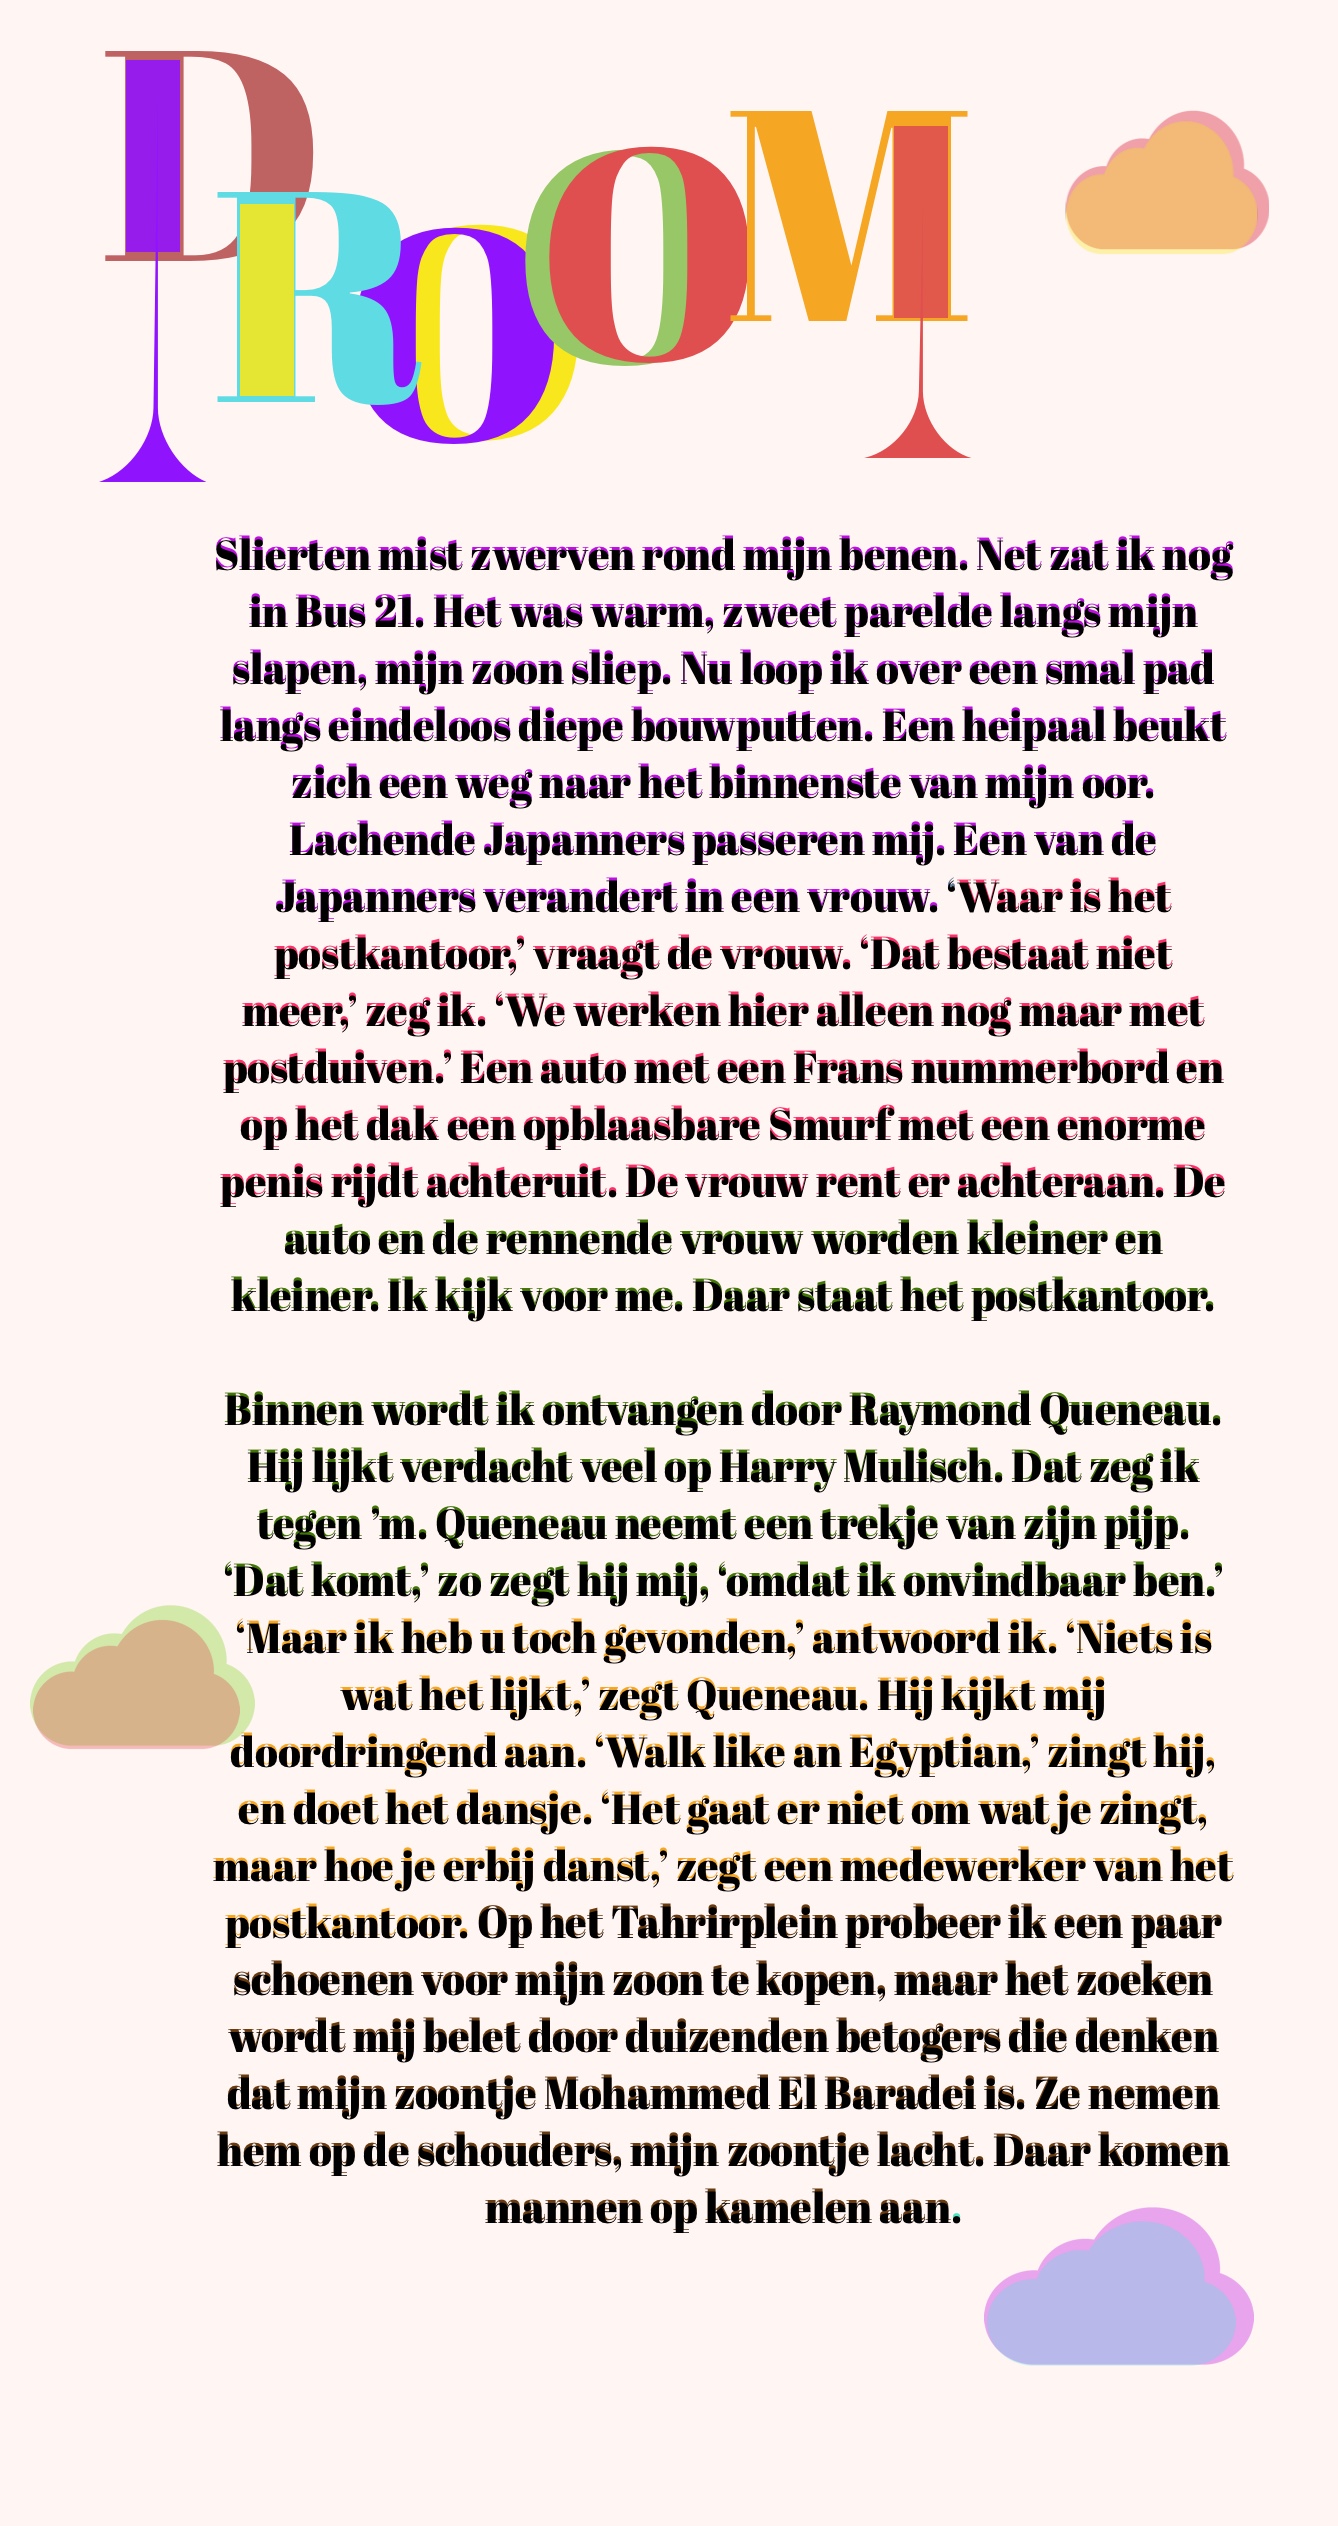 DROOM
Slierten mist zwerven rond mijn benen. Net zat ik nog
in Bus 21. Het was warm, zweet parelde langs mijn
slapen, mijn zoon sliep. Nu loop ik over een smal pad
langs eindeloos diepe bouwputten. Een heipaal beukt
zich een weg naar het binnenste van mijn oor.
Lachende Japanners passeren mij. Een van de
Japanners verandert in een vrouw. ‘Waar is het
postkantoor,’ vraagt de vrouw. ‘Dat bestaat niet
meer,’ zeg ik. ‘We werken hier alleen nog maar met
postduiven.’ Een auto met een Frans nummerbord en
op het dak een opblaasbare Smurf met een enorme
penis rijdt achteruit. De vrouw rent er achteraan. De
auto en de rennende vrouw worden kleiner en
kleiner. Ik kijk voor me. Daar staat het postkantoor.
Binnen wordt ik ontvangen door Raymond Queneau.
Hij lijkt verdacht veel op Harry Mulisch. Dat zeg ik
tegen ’m. Queneau neemt een trekje van zijn pijp.
‘Dat komt,’ zo zegt hij mij, ‘omdat ik onvindbaar ben.’
‘Maar ik heb u toch gevonden,’ antwoord ik. ‘Niets is
wat het lijkt,’ zegt Queneau. Hij kijkt mij
doordringend aan. ‘Walk like an Egyptian,’ zingt hij,
en doet het dansje. ‘Het gaat er niet om wat je zingt,
maar hoe je erbij danst,’ zegt een medewerker van het
postkantoor. Op het Tahrirplein probeer ik een paar
schoenen voor mijn zoon te kopen, maar het zoeken
wordt mij belet door duizenden betogers die denken
dat mijn zoontje Mohammed El Baradei is. Ze nemen
hem op de schouders, mijn zoontje lacht. Daar komen
mannen op kamelen aan.